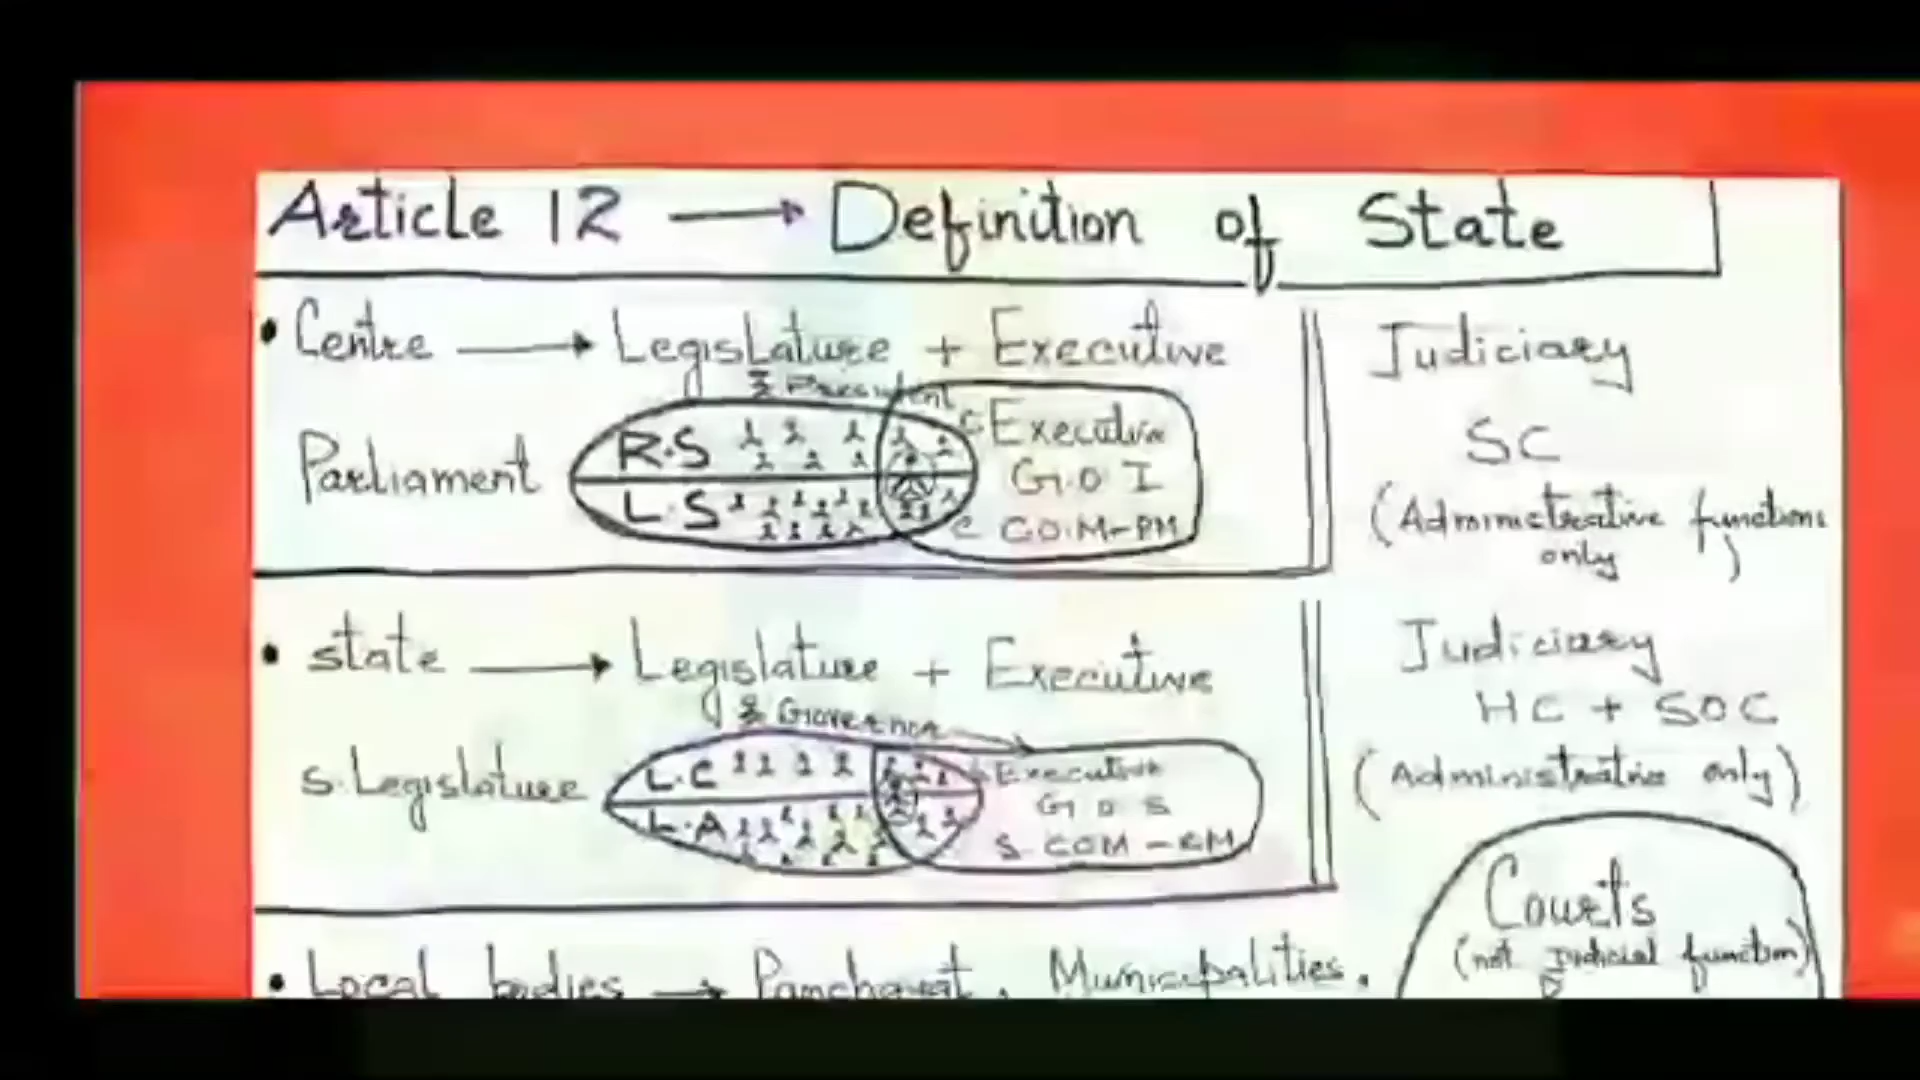 Article 12 → Definition of State
• Centre → Legislature + Executive
& President
Parliament
R.S
L.S
Executive
G.O.I
C COM-PM
Judiciary
SC
(Administrative functions
only)
• state → Legislature + Executive
& Governor
S.Legislature
L.C
L.A
Executive
G.O.S
S. COM - CM
Judiciary
HC + SOC
(Administrative only)
Courts
(not judicial function)
• Local bodies → Panchayat, Municipalities.